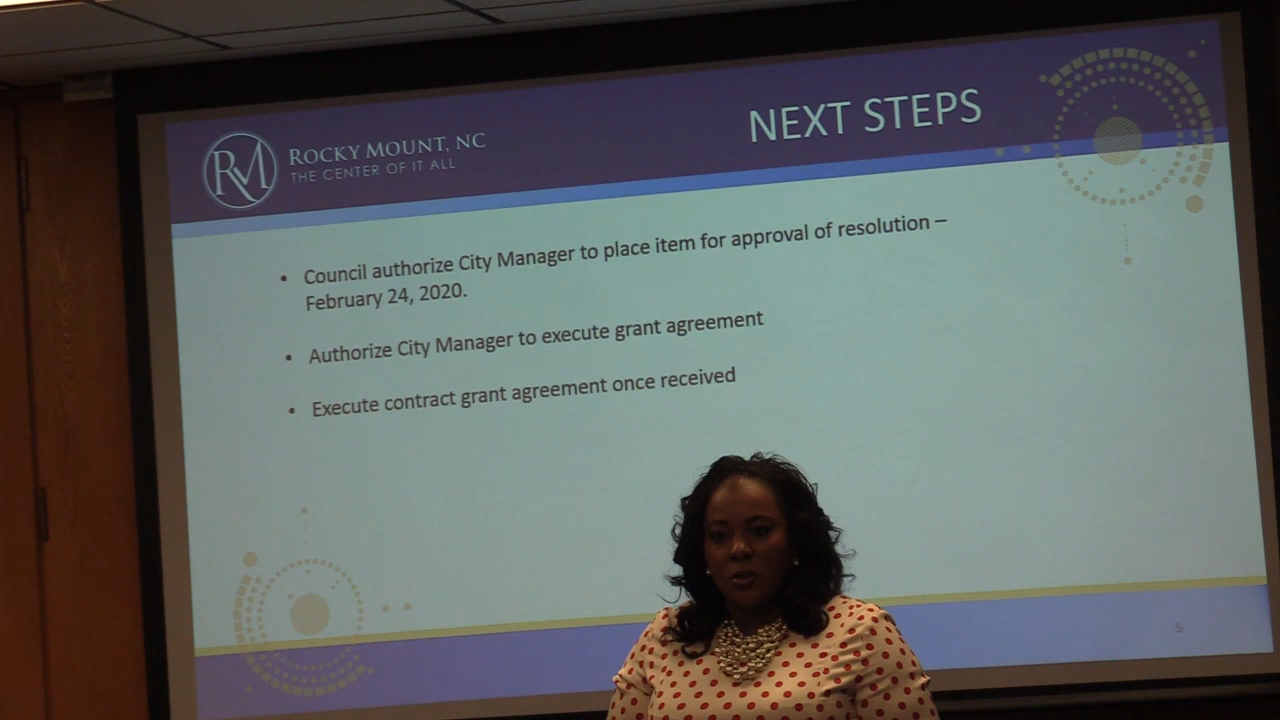 RM
ROCKY MOUNT, NC
THE CENTER OF IT ALL
NEXT STEPS
• Council authorize City Manager to place item for approval of resolution –
February 24, 2020.
• Authorize City Manager to execute grant agreement
• Execute contract grant agreement once received
5